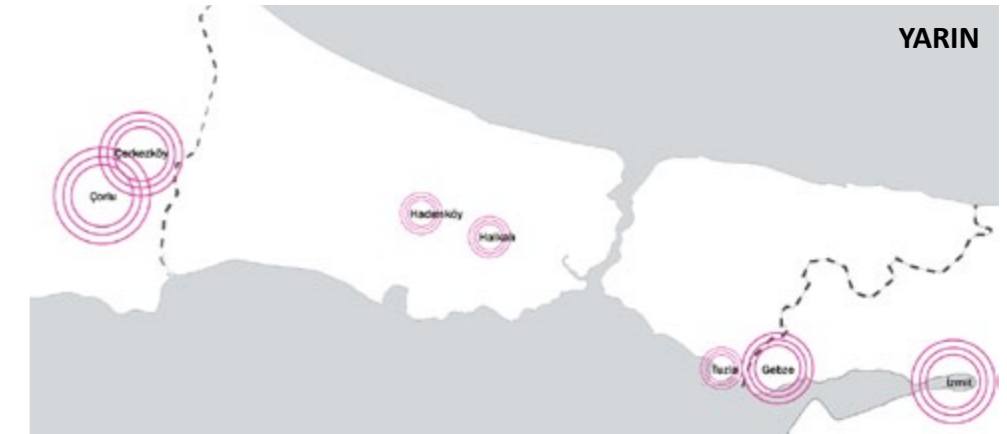 YARIN
Çerkezköy
Çorlu
Hadımköy
Halkalı
Tuzla
Gebze
İzmit